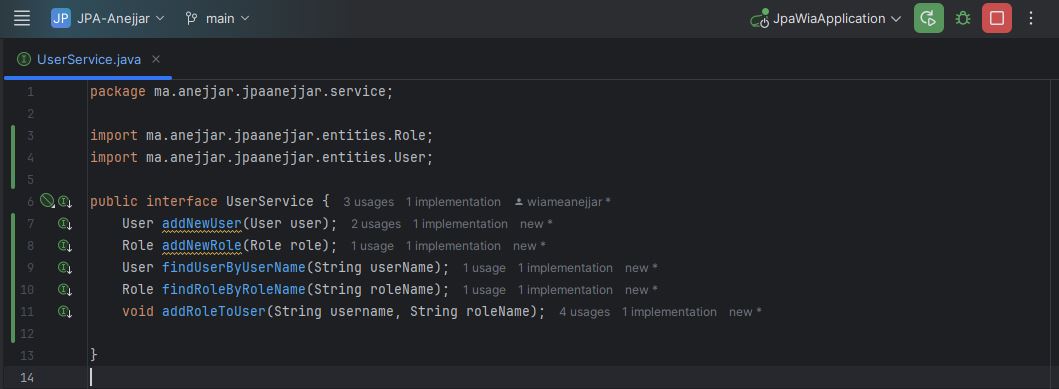 JP JPA-Anejjar main JpaWiaApplication
UserService.java
1 package ma.anejjar.jpaanejjar.service;
2
3 import ma.anejjar.jpaanejjar.entities.Role;
4 import ma.anejjar.jpaanejjar.entities.User;
5
6 public interface UserService { 3 usages 1 implementation wiameanejjar *
7 User addNewUser(User user); 2 usages 1 implementation new *
8 Role addNewRole(Role role); 1 usage 1 implementation new *
9 User findUserByUserName(String userName); 1 usage 1 implementation new *
10 Role findRoleByRoleName(String roleName); 1 usage 1 implementation new *
11 void addRoleToUser(String username, String roleName); 4 usages 1 implementation new *
12
13 }
14